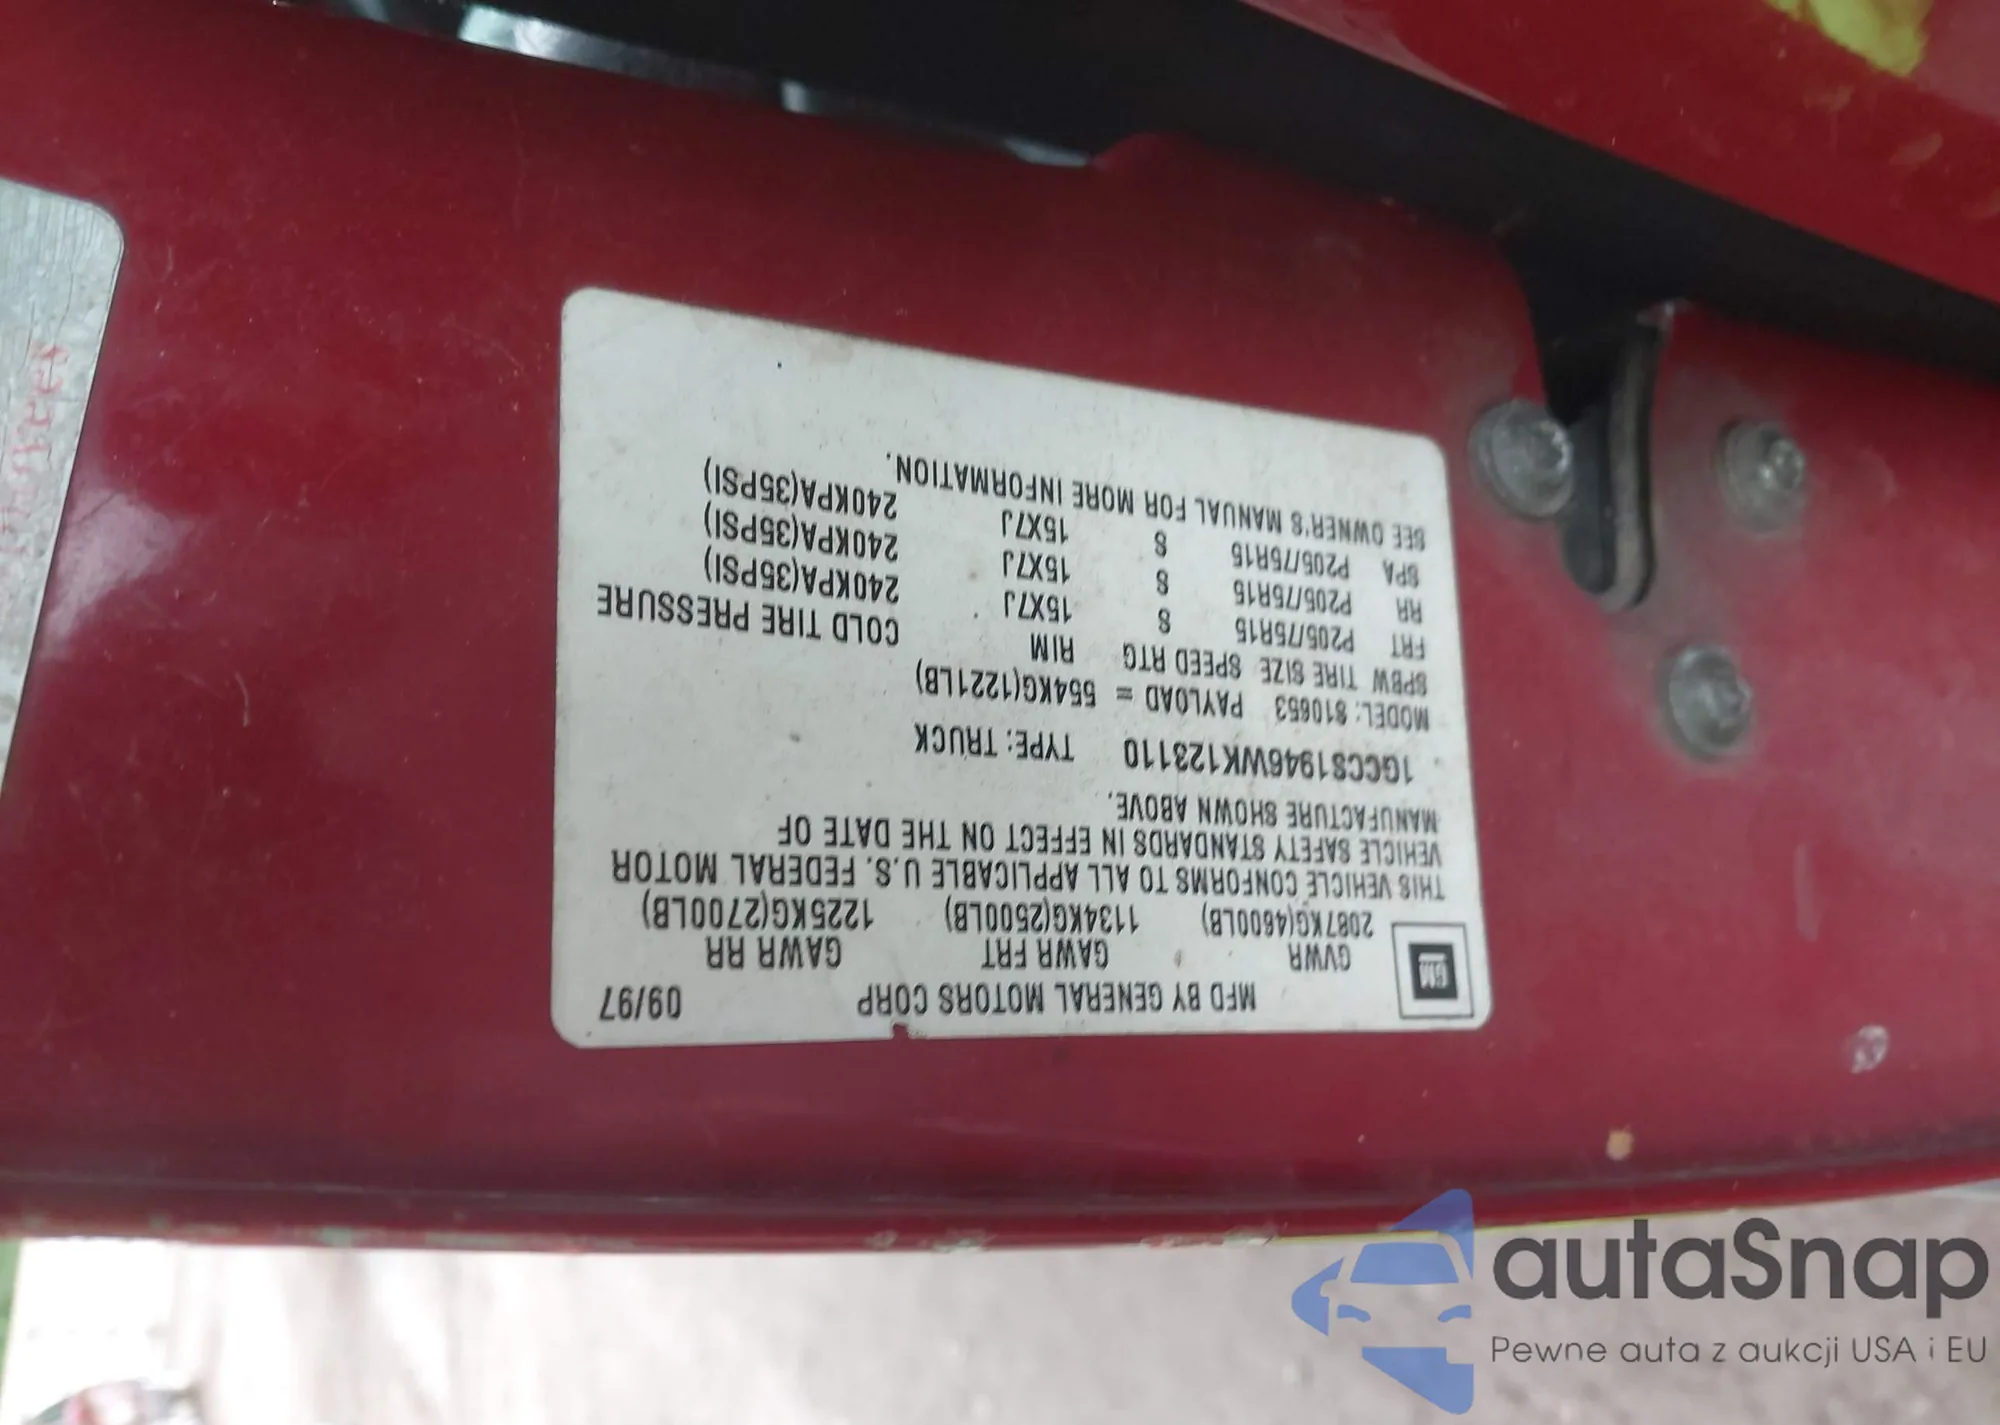 MFD BY GENERAL MOTORS CORP 09/97
GM
GVWR GAWR FRT GAWR RR
2087KG(4600LB) 1134KG(2500LB) 1225KG(2700LB)
THIS VEHICLE CONFORMS TO ALL APPLICABLE U.S. FEDERAL MOTOR
VEHICLE SAFETY STANDARDS IN EFFECT ON THE DATE OF
MANUFACTURE SHOWN ABOVE.
1GCCS1946WK123110 TYPE: TRUCK
MODEL: S10653 PAYLOAD = 554KG(1221LB)
SPBW TIRE SIZE SPEED RTG RIM COLD TIRE PRESSURE
FRT P205/75R15 S 15X7J 240KPA(35PSI)
RR P205/75R15 S 15X7J 240KPA(35PSI)
SPA P205/75R15 S 15X7J 240KPA(35PSI)
SEE OWNER'S MANUAL FOR MORE INFORMATION.
autaSnap
Pewne auta z aukcji USA i EU